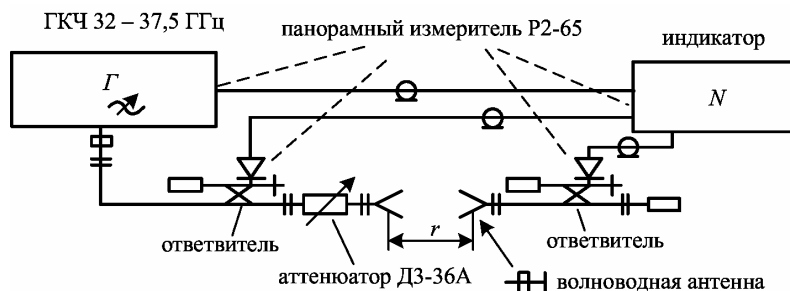 ГКЧ 32 – 37,5 ГГц
панорамный измеритель Р2-65
индикатор
Г
N
r
ответвитель
ответвитель
аттенюатор Д3-36А
волноводная антенна